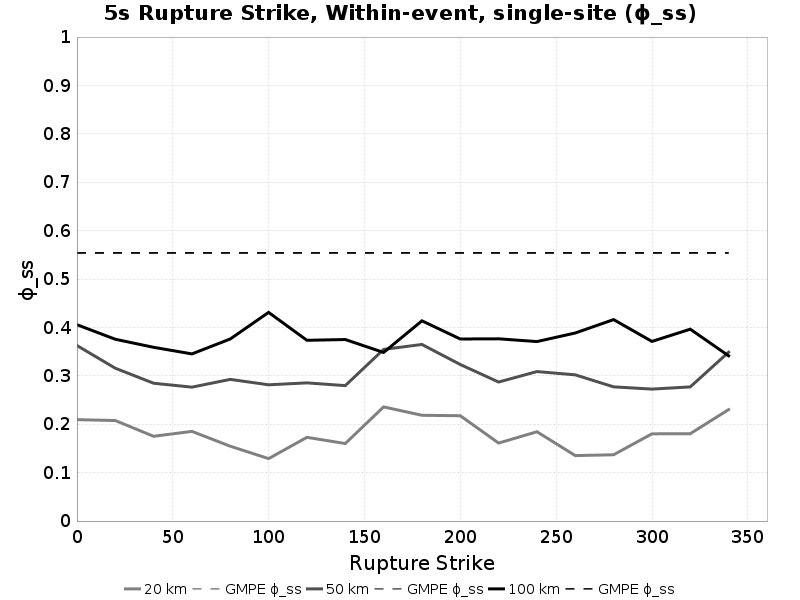 5s Rupture Strike, Within-event, single-site (ϕ_ss)
1
0.9
0.8
0.7
0.6
0.5
0.4
0.3
0.2
0.1
0
ϕ_ss
0 50 100 150 200 250 300 350
Rupture Strike
20 km GMPE ϕ_ss 50 km GMPE ϕ_ss 100 km GMPE ϕ_ss